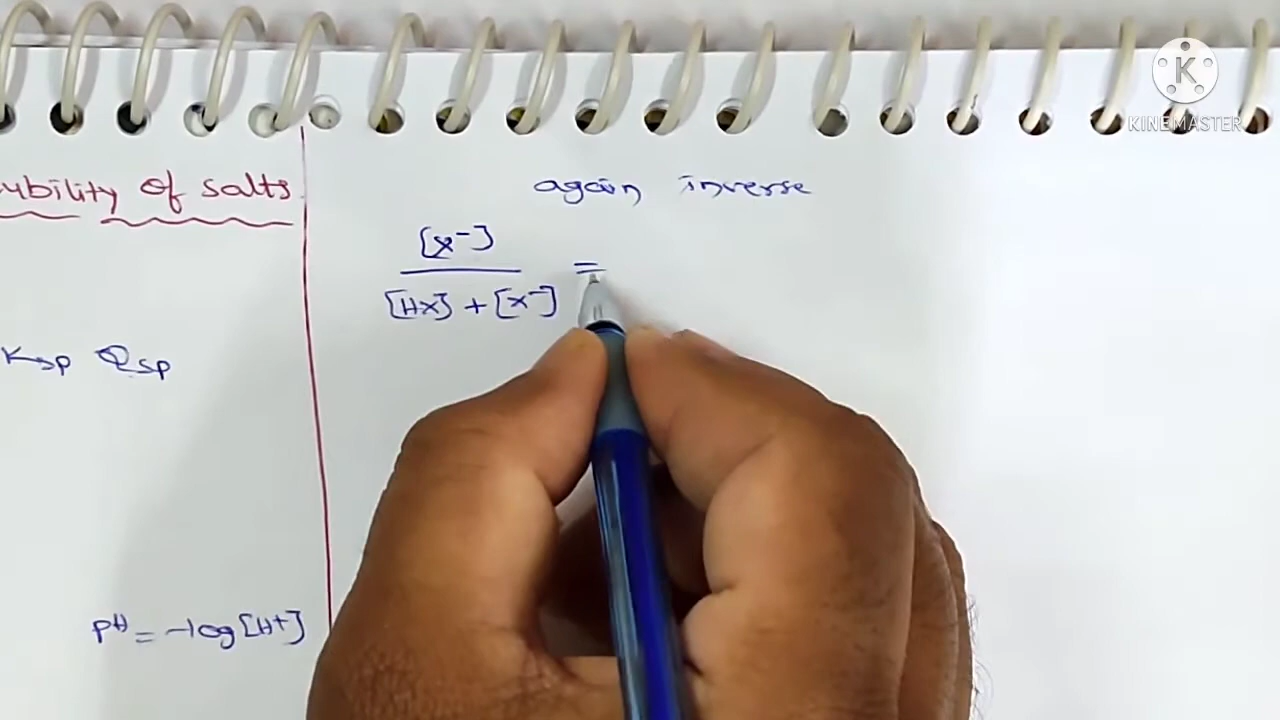 ubility of salts
Ksp Qsp
pH = -log[H+]
again inverse
[x-]
[Hx] + [x-] =
KINEMASTER